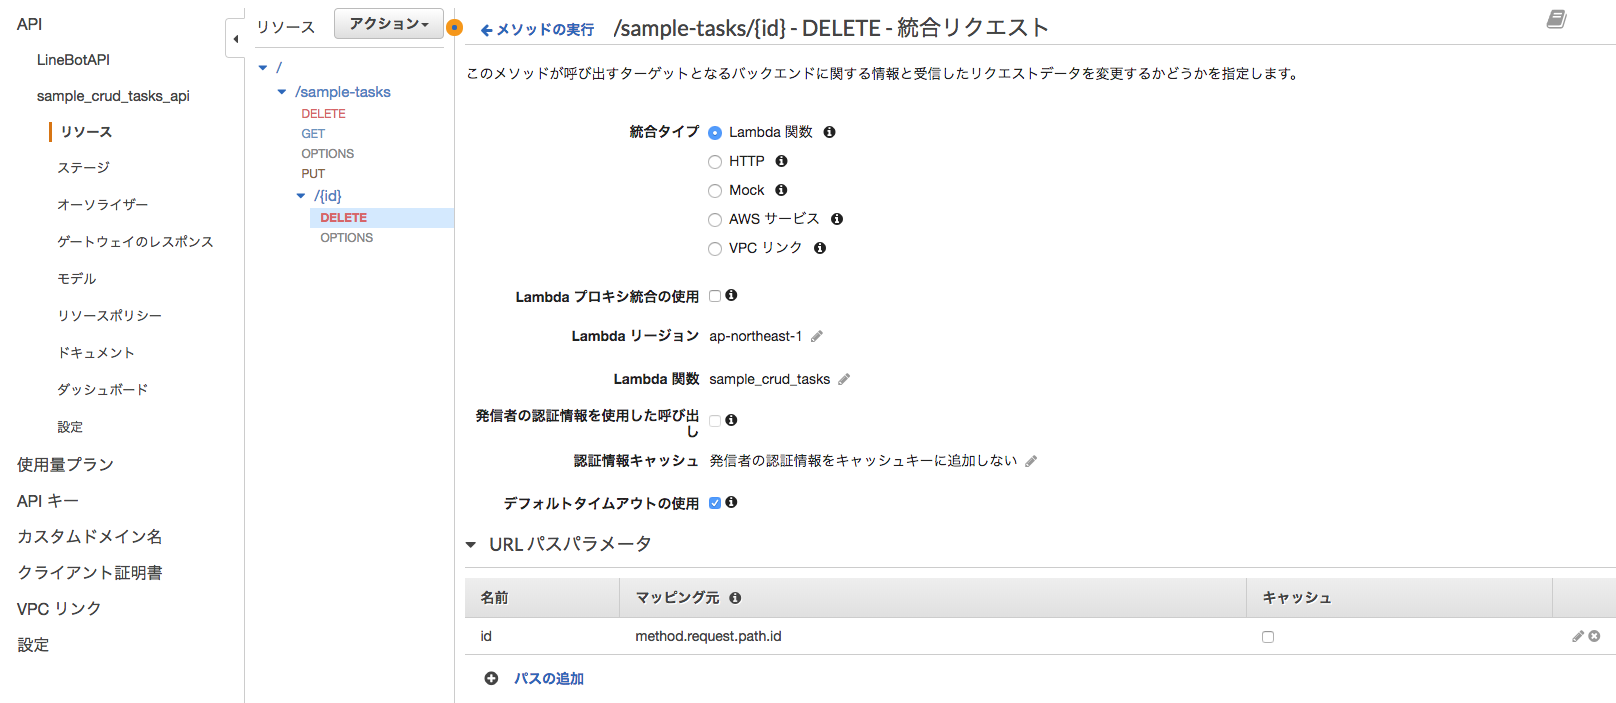 API
LineBotAPI
sample_crud_tasks_api
リソース
ステージ
オーソライザー
ゲートウェイのレスポンス
モデル
リソースポリシー
ドキュメント
ダッシュボード
設定
使用量プラン
API キー
カスタムドメイン名
クライアント証明書
VPC リンク
設定
リソース
アクション
/
/sample-tasks
DELETE
GET
OPTIONS
PUT
/{id}
DELETE
OPTIONS
メソッドの実行
/sample-tasks/{id} - DELETE - 統合リクエスト
このメソッドが呼び出すターゲットとなるバックエンドに関する情報と受信したリクエストデータを変更するかどうかを指定します。
統合タイプ Lambda 関数
HTTP
Mock
AWS サービス
VPC リンク
Lambda プロキシ統合の使用
Lambda リージョン ap-northeast-1
Lambda 関数 sample_crud_tasks
発信者の認証情報を使用した呼び出
し
認証情報キャッシュ 発信者の認証情報をキャッシュキーに追加しない
デフォルトタイムアウトの使用
URL パスパラメータ
名前 マッピング元 キャッシュ
id method.request.path.id
パスの追加